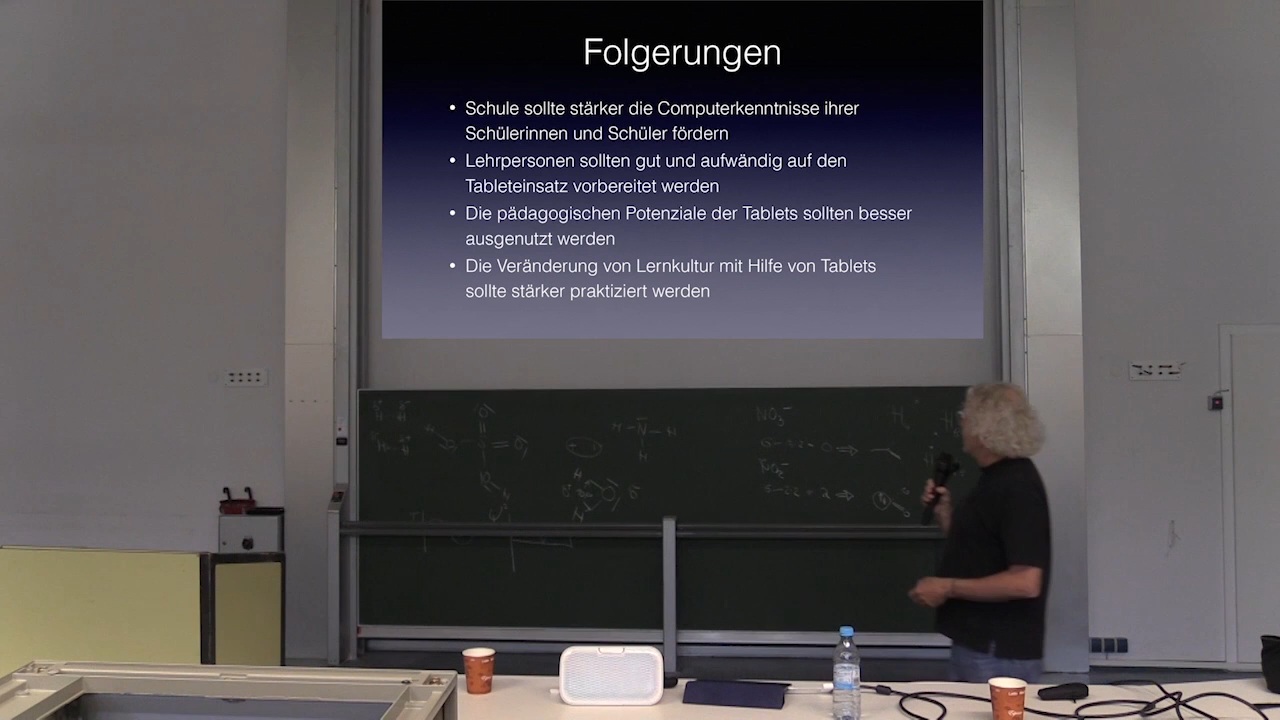 Folgerungen
• Schule sollte stärker die Computerkenntnisse ihrer
Schülerinnen und Schüler fördern
• Lehrpersonen sollten gut und aufwändig auf den
Tableteinsatz vorbereitet werden
• Die pädagogischen Potenziale der Tablets sollten besser
ausgenutzt werden
• Die Veränderung von Lernkultur mit Hilfe von Tablets
sollte stärker praktiziert werden
NO₃⁻